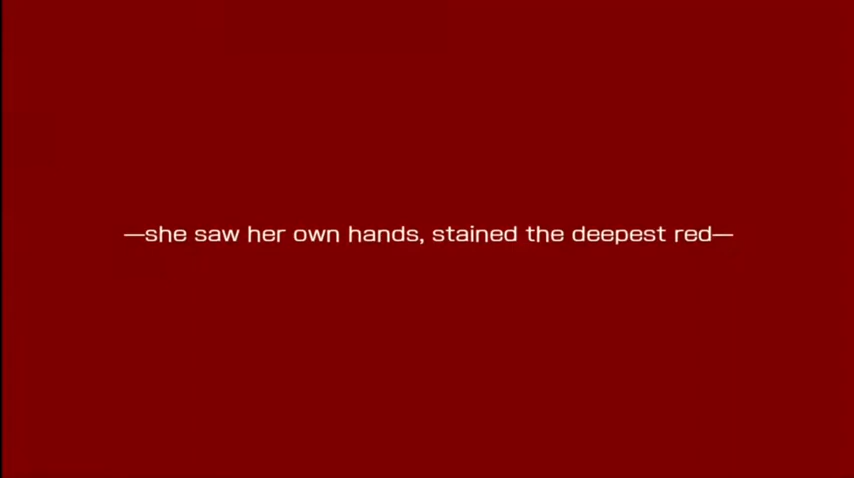 —she saw her own hands, stained the deepest red—